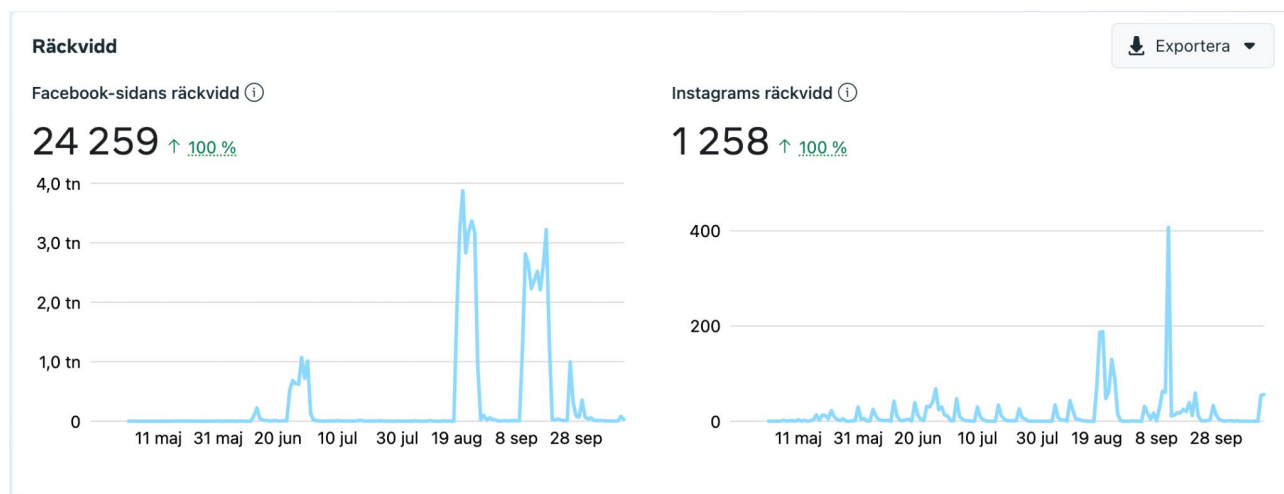 Räckvidd
Exportera
Facebook-sidans räckvidd
24 259 ↑ 100 %
4,0 tn
3,0 tn
2,0 tn
1,0 tn
0
11 maj 31 maj 20 jun 10 jul 30 jul 19 aug 8 sep 28 sep
Instagrams räckvidd
1 258 ↑ 100 %
400
200
0
11 maj 31 maj 20 jun 10 jul 30 jul 19 aug 8 sep 28 sep